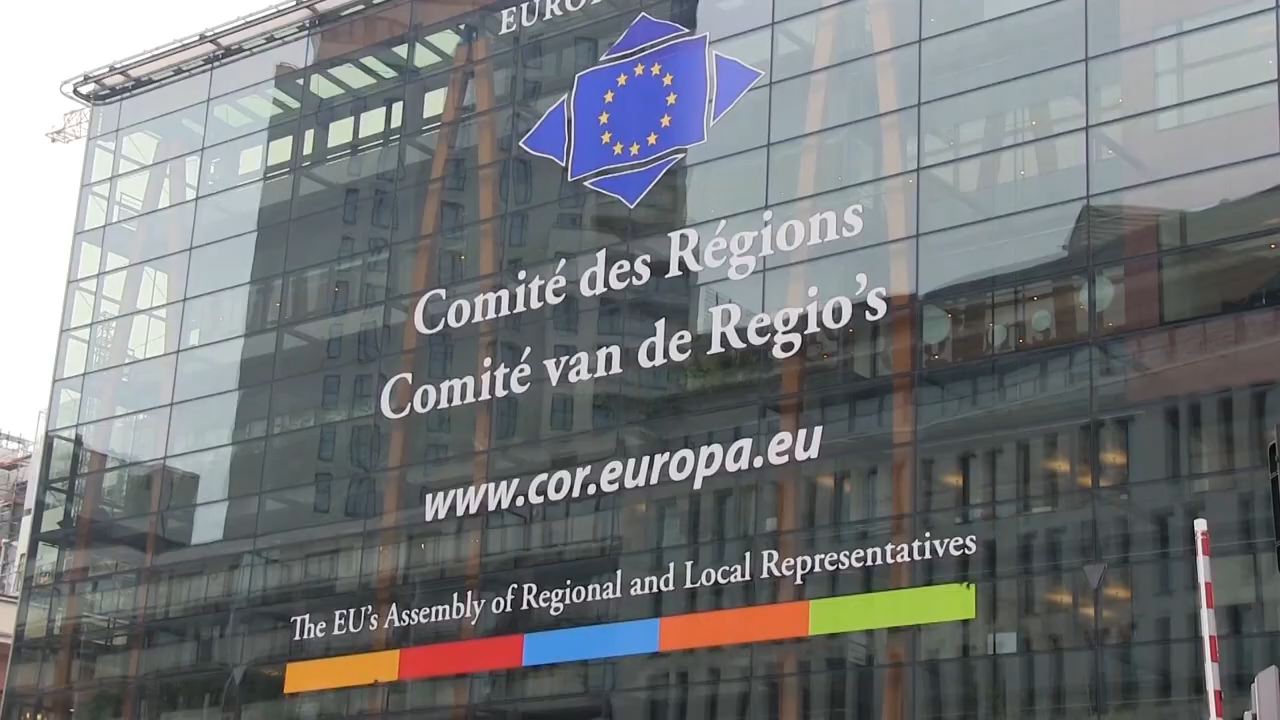 Comité des Régions
Comité van de Regio's
www.cor.europa.eu
The EU's Assembly of Regional and Local Representatives